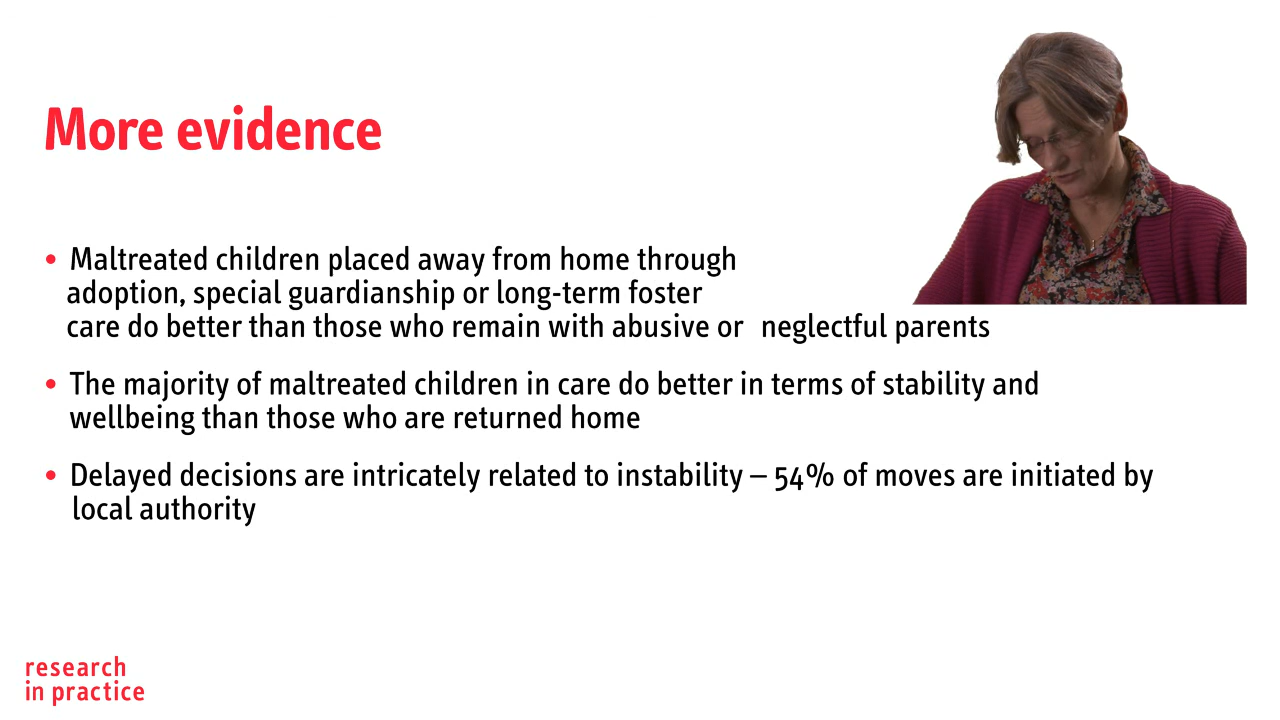 More evidence
• Maltreated children placed away from home through
adoption, special guardianship or long-term foster
care do better than those who remain with abusive or neglectful parents
• The majority of maltreated children in care do better in terms of stability and
wellbeing than those who are returned home
• Delayed decisions are intricately related to instability – 54% of moves are initiated by
local authority
research
in practice